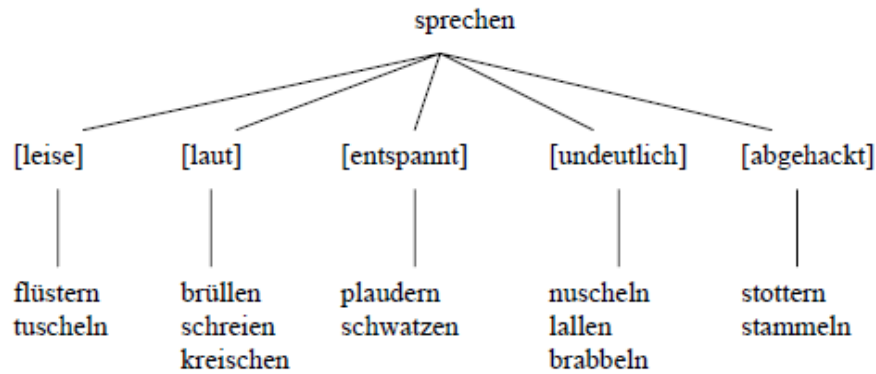 sprechen
[leise] [laut] [entspannt] [undeutlich] [abgehackt]
flüstern brüllen plaudern nuscheln stottern
tuscheln schreien schwatzen lallen stammeln
kreischen brabbeln